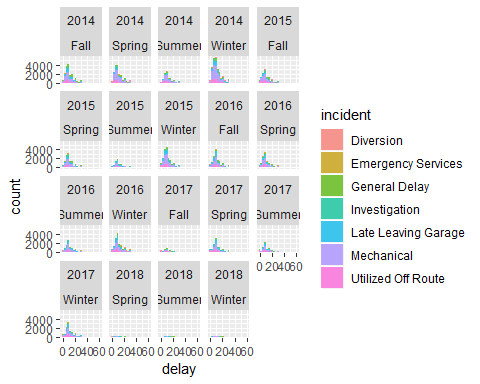 2014 2014 2014 2014 2015
Fall Spring Summer Winter Fall
4000
2000
0
2015 2015 2015 2016 2016
Spring Summer Winter Fall Spring
4000
2000
0
2016 2016 2017 2017 2017
Summer Winter Fall Spring Summer
4000
2000
0
0 204060
2017 2018 2018 2018
Winter Spring Summer Winter
4000
2000
0
0 204060 0 204060 0 204060 0 204060
delay
count
incident
Diversion
Emergency Services
General Delay
Investigation
Late Leaving Garage
Mechanical
Utilized Off Route